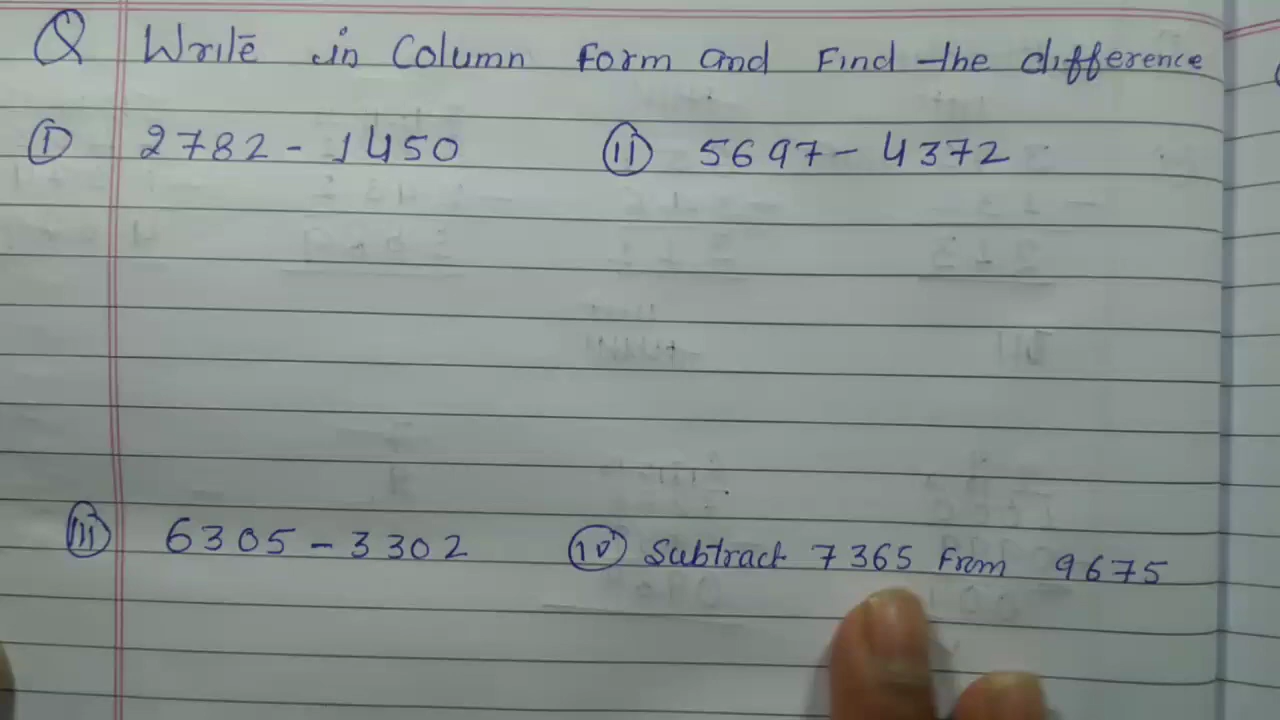 Q Write in Column Form and Find the difference
(I) 2782 - 1450 (II) 5697 - 4372
(III) 6305 - 3302 (IV) Subtract 7365 From 9675